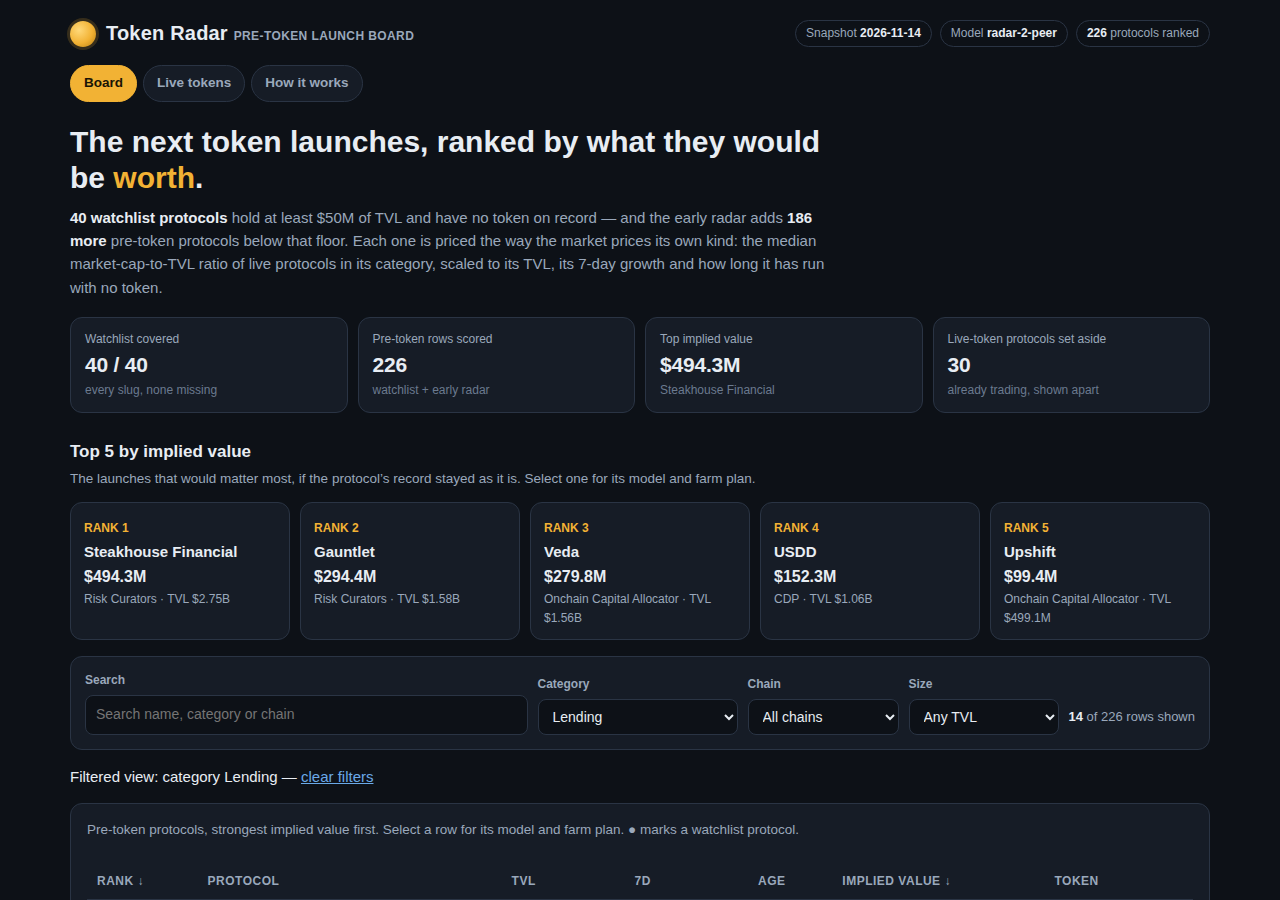 Token Radar PRE-TOKEN LAUNCH BOARD
Snapshot 2026-11-14
Model radar-2-peer
226 protocols ranked
Board
Live tokens
How it works
The next token launches, ranked by what they would
be worth.
40 watchlist protocols hold at least $50M of TVL and have no token on record — and the early radar adds 186
more pre-token protocols below that floor. Each one is priced the way the market prices its own kind: the median
market-cap-to-TVL ratio of live protocols in its category, scaled to its TVL, its 7-day growth and how long it has run
with no token.
Watchlist covered
40 / 40
every slug, none missing
Pre-token rows scored
226
watchlist + early radar
Top implied value
$494.3M
Steakhouse Financial
Live-token protocols set aside
30
already trading, shown apart
Top 5 by implied value
The launches that would matter most, if the protocol's record stayed as it is. Select one for its model and farm plan.
RANK 1
Steakhouse Financial
$494.3M
Risk Curators · TVL $2.75B
RANK 2
Gauntlet
$294.4M
Risk Curators · TVL $1.58B
RANK 3
Veda
$279.8M
Onchain Capital Allocator · TVL
$1.56B
RANK 4
USDD
$152.3M
CDP · TVL $1.06B
RANK 5
Upshift
$99.4M
Onchain Capital Allocator · TVL
$499.1M
Search
Search name, category or chain
Category
Lending
Chain
All chains
Size
Any TVL
14 of 226 rows shown
Filtered view: category Lending — clear filters
Pre-token protocols, strongest implied value first. Select a row for its model and farm plan. ● marks a watchlist protocol.
RANK ↓ PROTOCOL TVL 7D AGE IMPLIED VALUE ↓ TOKEN